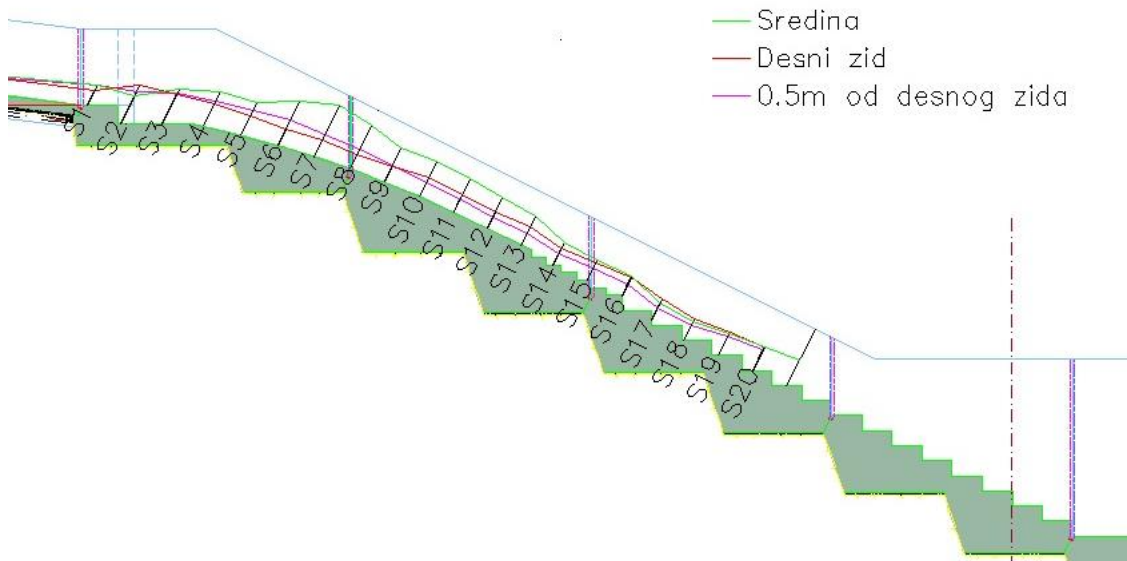 Sredina
Desni zid
0.5m od desnog zida
S1
S2
S3
S4
S5
S6
S7
S8
S9
S10
S11
S12
S13
S14
S15
S16
S17
S18
S19
S20